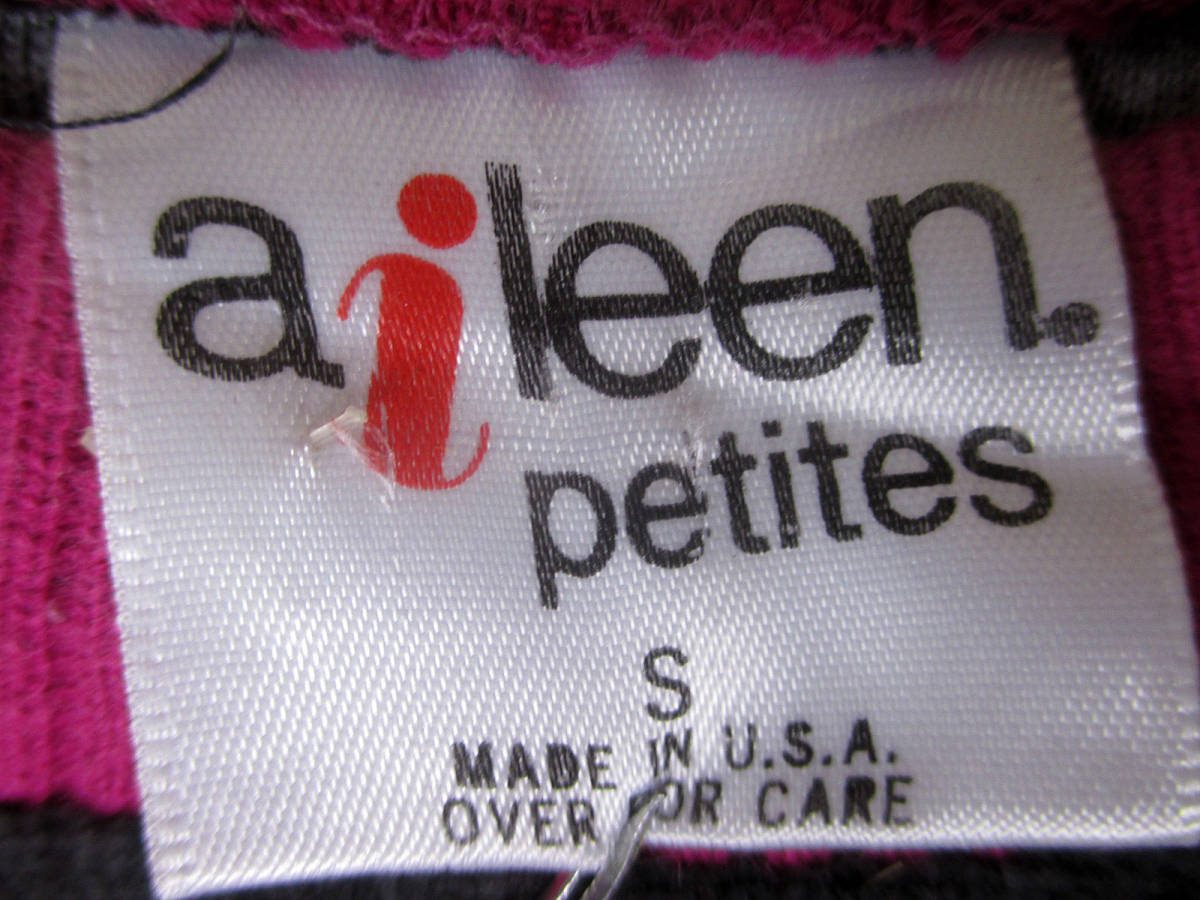 aileen.
petites
S
MADE IN U.S.A.
OVER FOR CARE